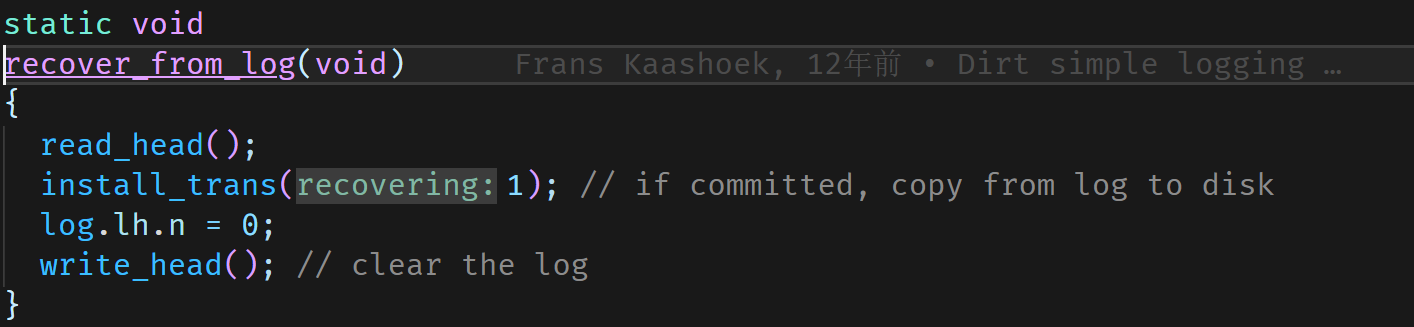 static void
recover_from_log(void) Frans Kaashoek, 12年前 • Dirt simple logging …
{
  read_head();
  install_trans(recovering: 1); // if committed, copy from log to disk
  log.lh.n = 0;
  write_head(); // clear the log
}